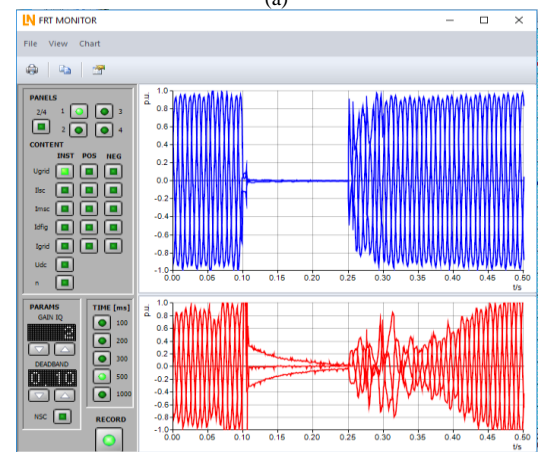 (a)
LN FRT MONITOR
File View Chart
PANELS
2/4 1 3
2 4
CONTENT
INST POS NEG
Ugrid
Ilsc
Imsc
Idfig
Igrid
Udc
n
PARAMS
GAIN IQ
2
DEADBAND
0 10
NSC
TIME [ms]
100
200
300
500
1000
RECORD
p.u.
1.0
0.8
0.6
0.4
0.2
0.0
-0.2
-0.4
-0.6
-0.8
-1.0
0.00 0.05 0.10 0.15 0.20 0.25 0.30 0.35 0.40 0.45 0.50
t/s
p.u.
1.0
0.8
0.6
0.4
0.2
0.0
-0.2
-0.4
-0.6
-0.8
-1.0
0.00 0.05 0.10 0.15 0.20 0.25 0.30 0.35 0.40 0.45 0.50
t/s